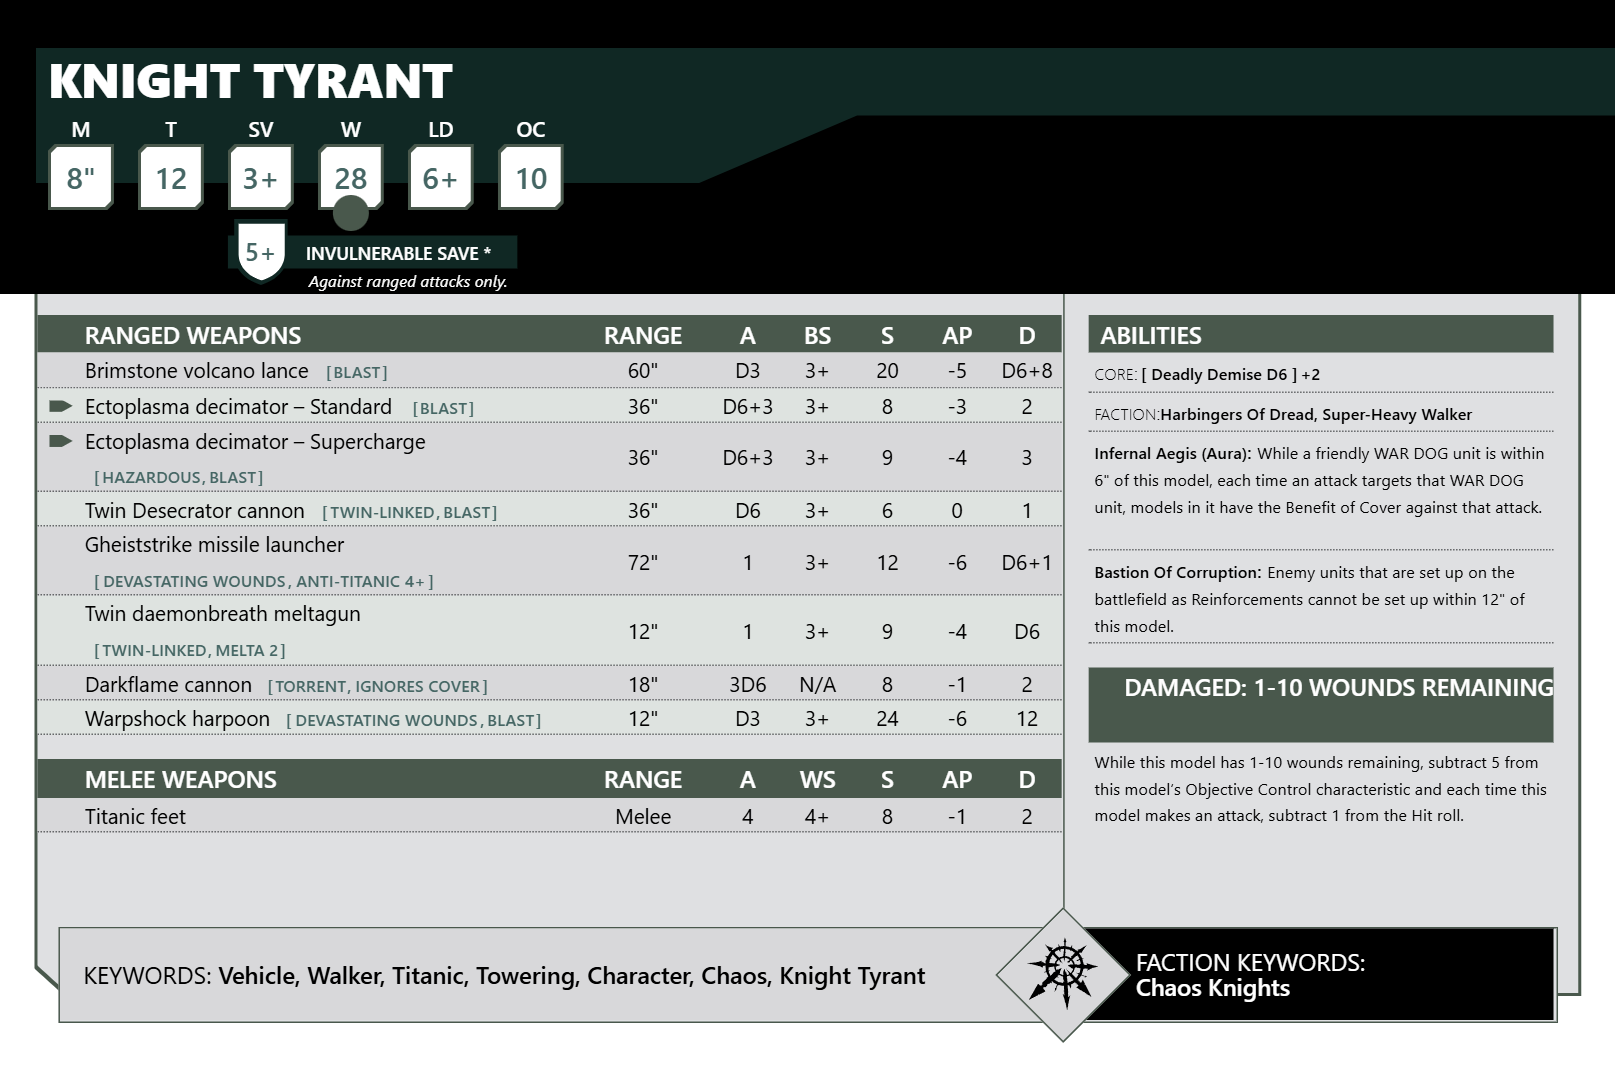 KNIGHT TYRANT
M T SV W LD OC
8" 12 3+ 28 6+ 10
5+ INVULNERABLE SAVE *
Against ranged attacks only.
RANGED WEAPONS RANGE A BS S AP D
Brimstone volcano lance [BLAST] 60" D3 3+ 20 -5 D6+8
Ectoplasma decimator – Standard [BLAST] 36" D6+3 3+ 8 -3 2
Ectoplasma decimator – Supercharge
[HAZARDOUS, BLAST] 36" D6+3 3+ 9 -4 3
Twin Desecrator cannon [TWIN-LINKED, BLAST] 36" D6 3+ 6 0 1
Gheiststrike missile launcher
[DEVASTATING WOUNDS, ANTI-TITANIC 4+] 72" 1 3+ 12 -6 D6+1
Twin daemonbreath meltagun
[TWIN-LINKED, MELTA 2] 12" 1 3+ 9 -4 D6
Darkflame cannon [TORRENT, IGNORES COVER] 18" 3D6 N/A 8 -1 2
Warpshock harpoon [DEVASTATING WOUNDS, BLAST] 12" D3 3+ 24 -6 12
MELEE WEAPONS RANGE A WS S AP D
Titanic feet Melee 4 4+ 8 -1 2
ABILITIES
CORE: [ Deadly Demise D6 ] +2
FACTION:Harbingers Of Dread, Super-Heavy Walker
Infernal Aegis (Aura): While a friendly WAR DOG unit is within
6" of this model, each time an attack targets that WAR DOG
unit, models in it have the Benefit of Cover against that attack.
Bastion Of Corruption: Enemy units that are set up on the
battlefield as Reinforcements cannot be set up within 12" of
this model.
DAMAGED: 1-10 WOUNDS REMAINING
While this model has 1-10 wounds remaining, subtract 5 from
this model's Objective Control characteristic and each time this
model makes an attack, subtract 1 from the Hit roll.
KEYWORDS: Vehicle, Walker, Titanic, Towering, Character, Chaos, Knight Tyrant
FACTION KEYWORDS:
Chaos Knights